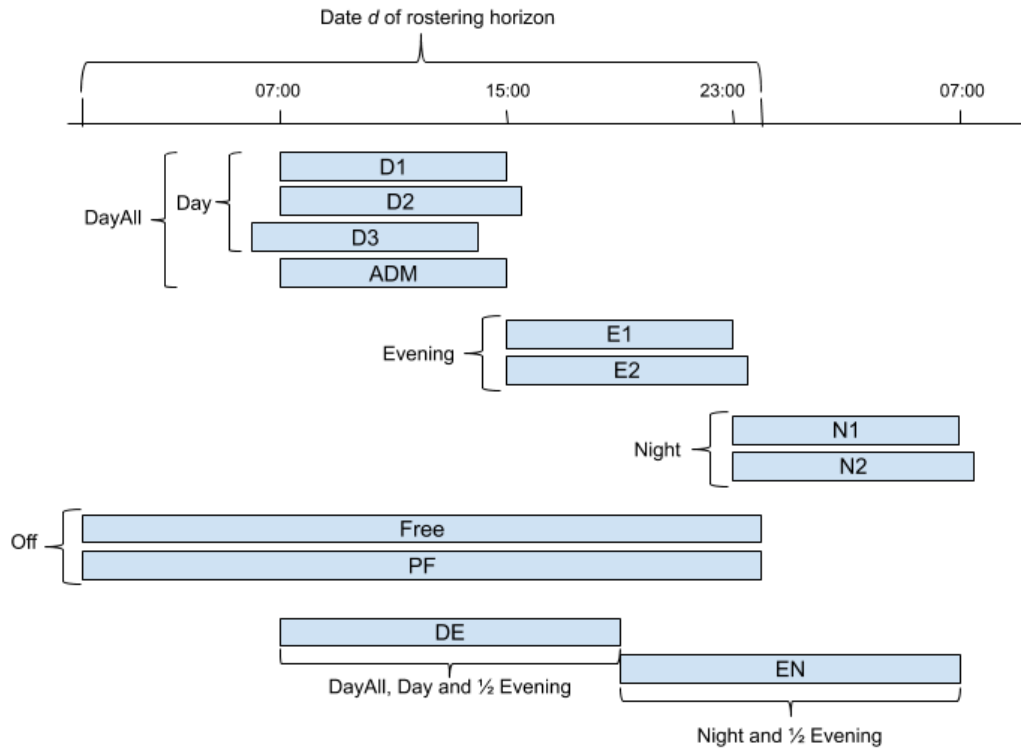 Date d of rostering horizon
07:00 15:00 23:00 07:00
D1
Day D2
DayAll
D3
ADM
E1
Evening
E2
N1
Night
N2
Free
Off
PF
DE
EN
DayAll, Day and ½ Evening
Night and ½ Evening